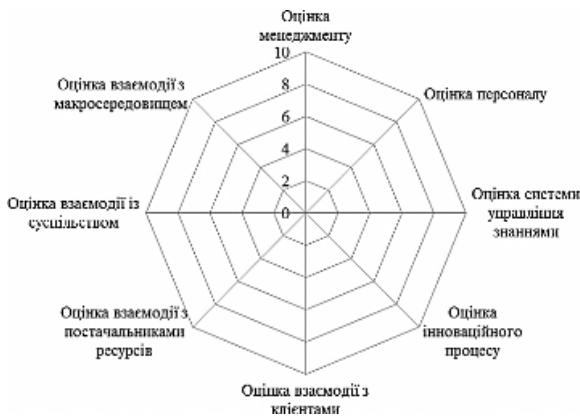 Оцінка
менеджменту
10
8
6
4
2
0
Оцінка персоналу
Оцінка системи
управління
знаннями
Оцінка
інноваційного
процесу
Оцінка взаємодії з
клієнтами
Оцінка взаємодії з
постачальниками
ресурсів
Оцінка взаємодії із
суспільством
Оцінка взаємодії з
макросередовищем